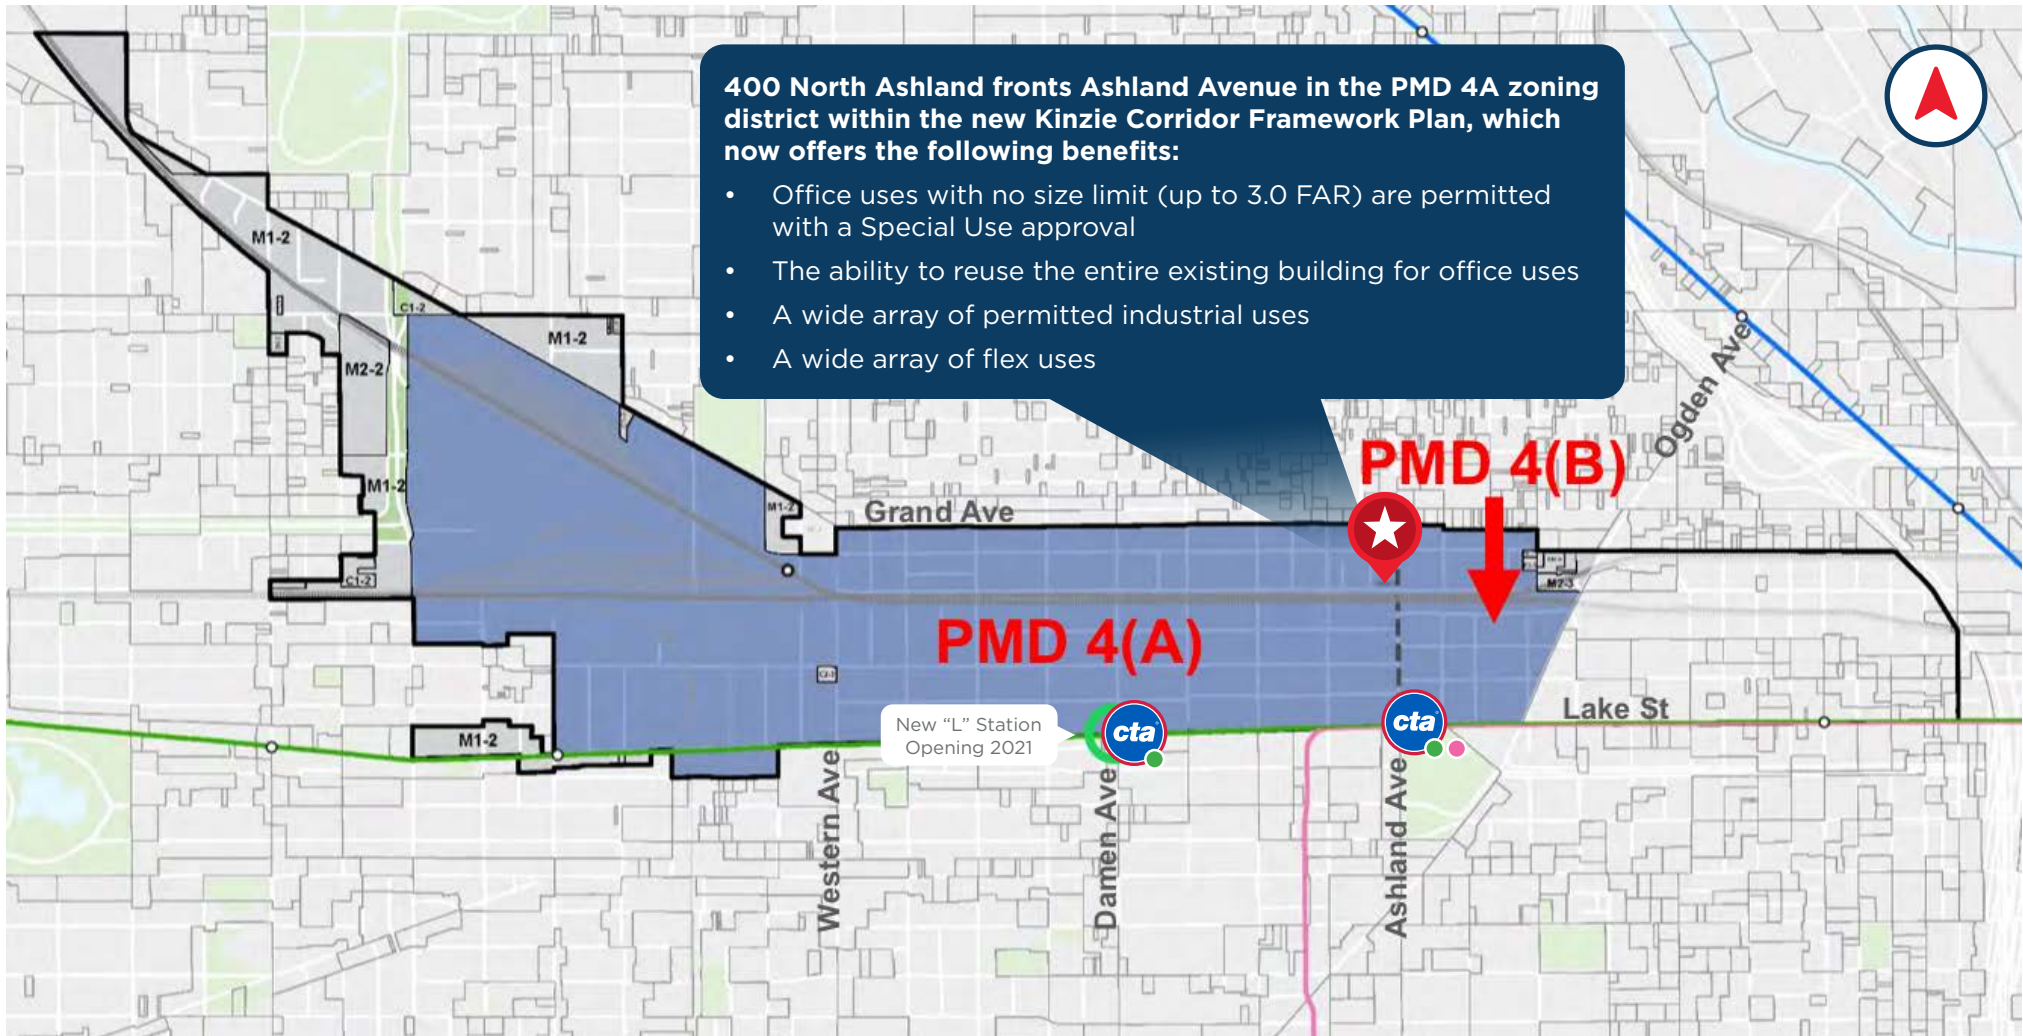 400 North Ashland fronts Ashland Avenue in the PMD 4A zoning
district within the new Kinzie Corridor Framework Plan, which
now offers the following benefits:
• Office uses with no size limit (up to 3.0 FAR) are permitted
with a Special Use approval
• The ability to reuse the entire existing building for office uses
• A wide array of permitted industrial uses
• A wide array of flex uses
M1-2
C1-2
M1-2
M2-2
Ogden Ave
PMD 4(B)
M1-2
M1-2
Grand Ave
C1-2
M2-3
PMD 4(A)
Lake St
New “L” Station
Opening 2021
cta
cta
M1-2
Western Ave
Damen Ave
Ashland Ave